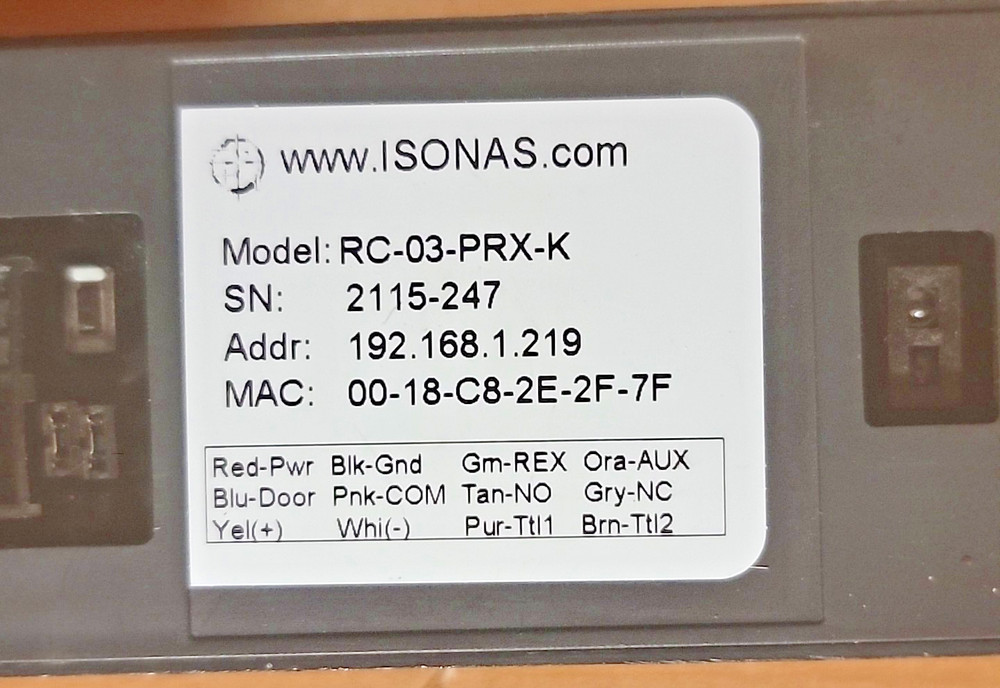 www.ISONAS.com
Model: RC-03-PRX-K
SN: 2115-247
Addr: 192.168.1.219
MAC: 00-18-C8-2E-2F-7F
Red-Pwr Blk-Gnd Grn-REX Ora-AUX
Blu-Door Pnk-COM Tan-NO Gry-NC
Yel(+) Whi(-) Pur-Ttl1 Brn-Ttl2